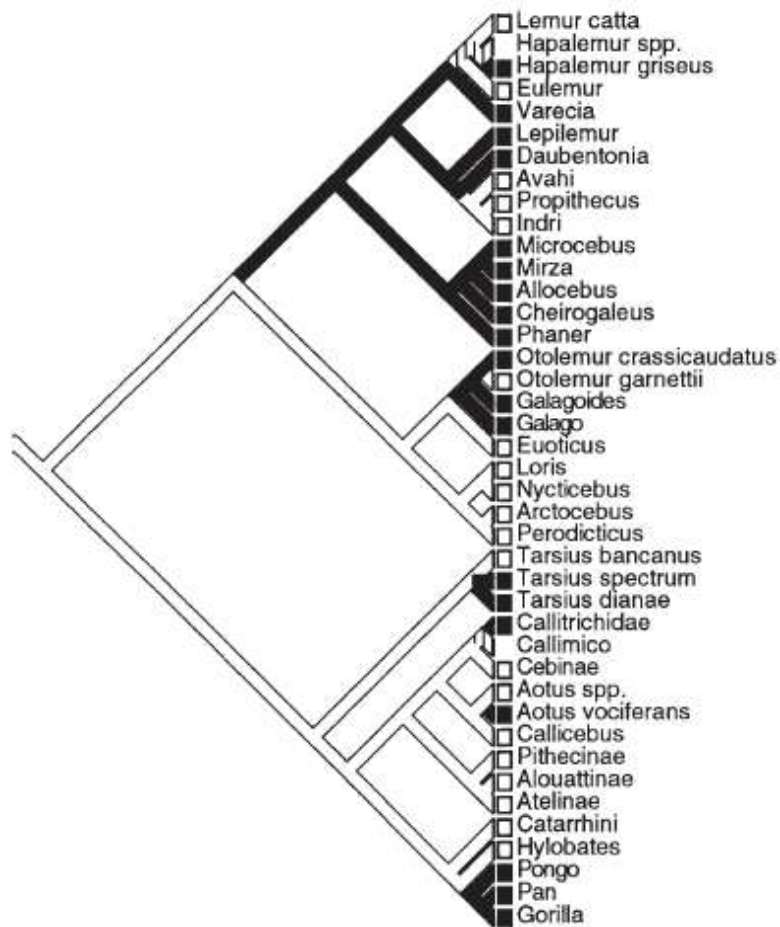 Lemur catta
Hapalemur spp.
Hapalemur griseus
Eulemur
Varecia
Lepilemur
Daubentonia
Avahi
Propithecus
Indri
Microcebus
Mirza
Allocebus
Cheirogaleus
Phaner
Otolemur crassicaudatus
Otolemur garnettii
Galagoides
Galago
Euoticus
Loris
Nycticebus
Arctocebus
Perodicticus
Tarsius bancanus
Tarsius spectrum
Tarsius dianae
Callitrichidae
Callimico
Cebinae
Aotus spp.
Aotus vociferans
Callicebus
Pithecinae
Alouattinae
Atelinae
Catarrhini
Hylobates
Pongo
Pan
Gorilla